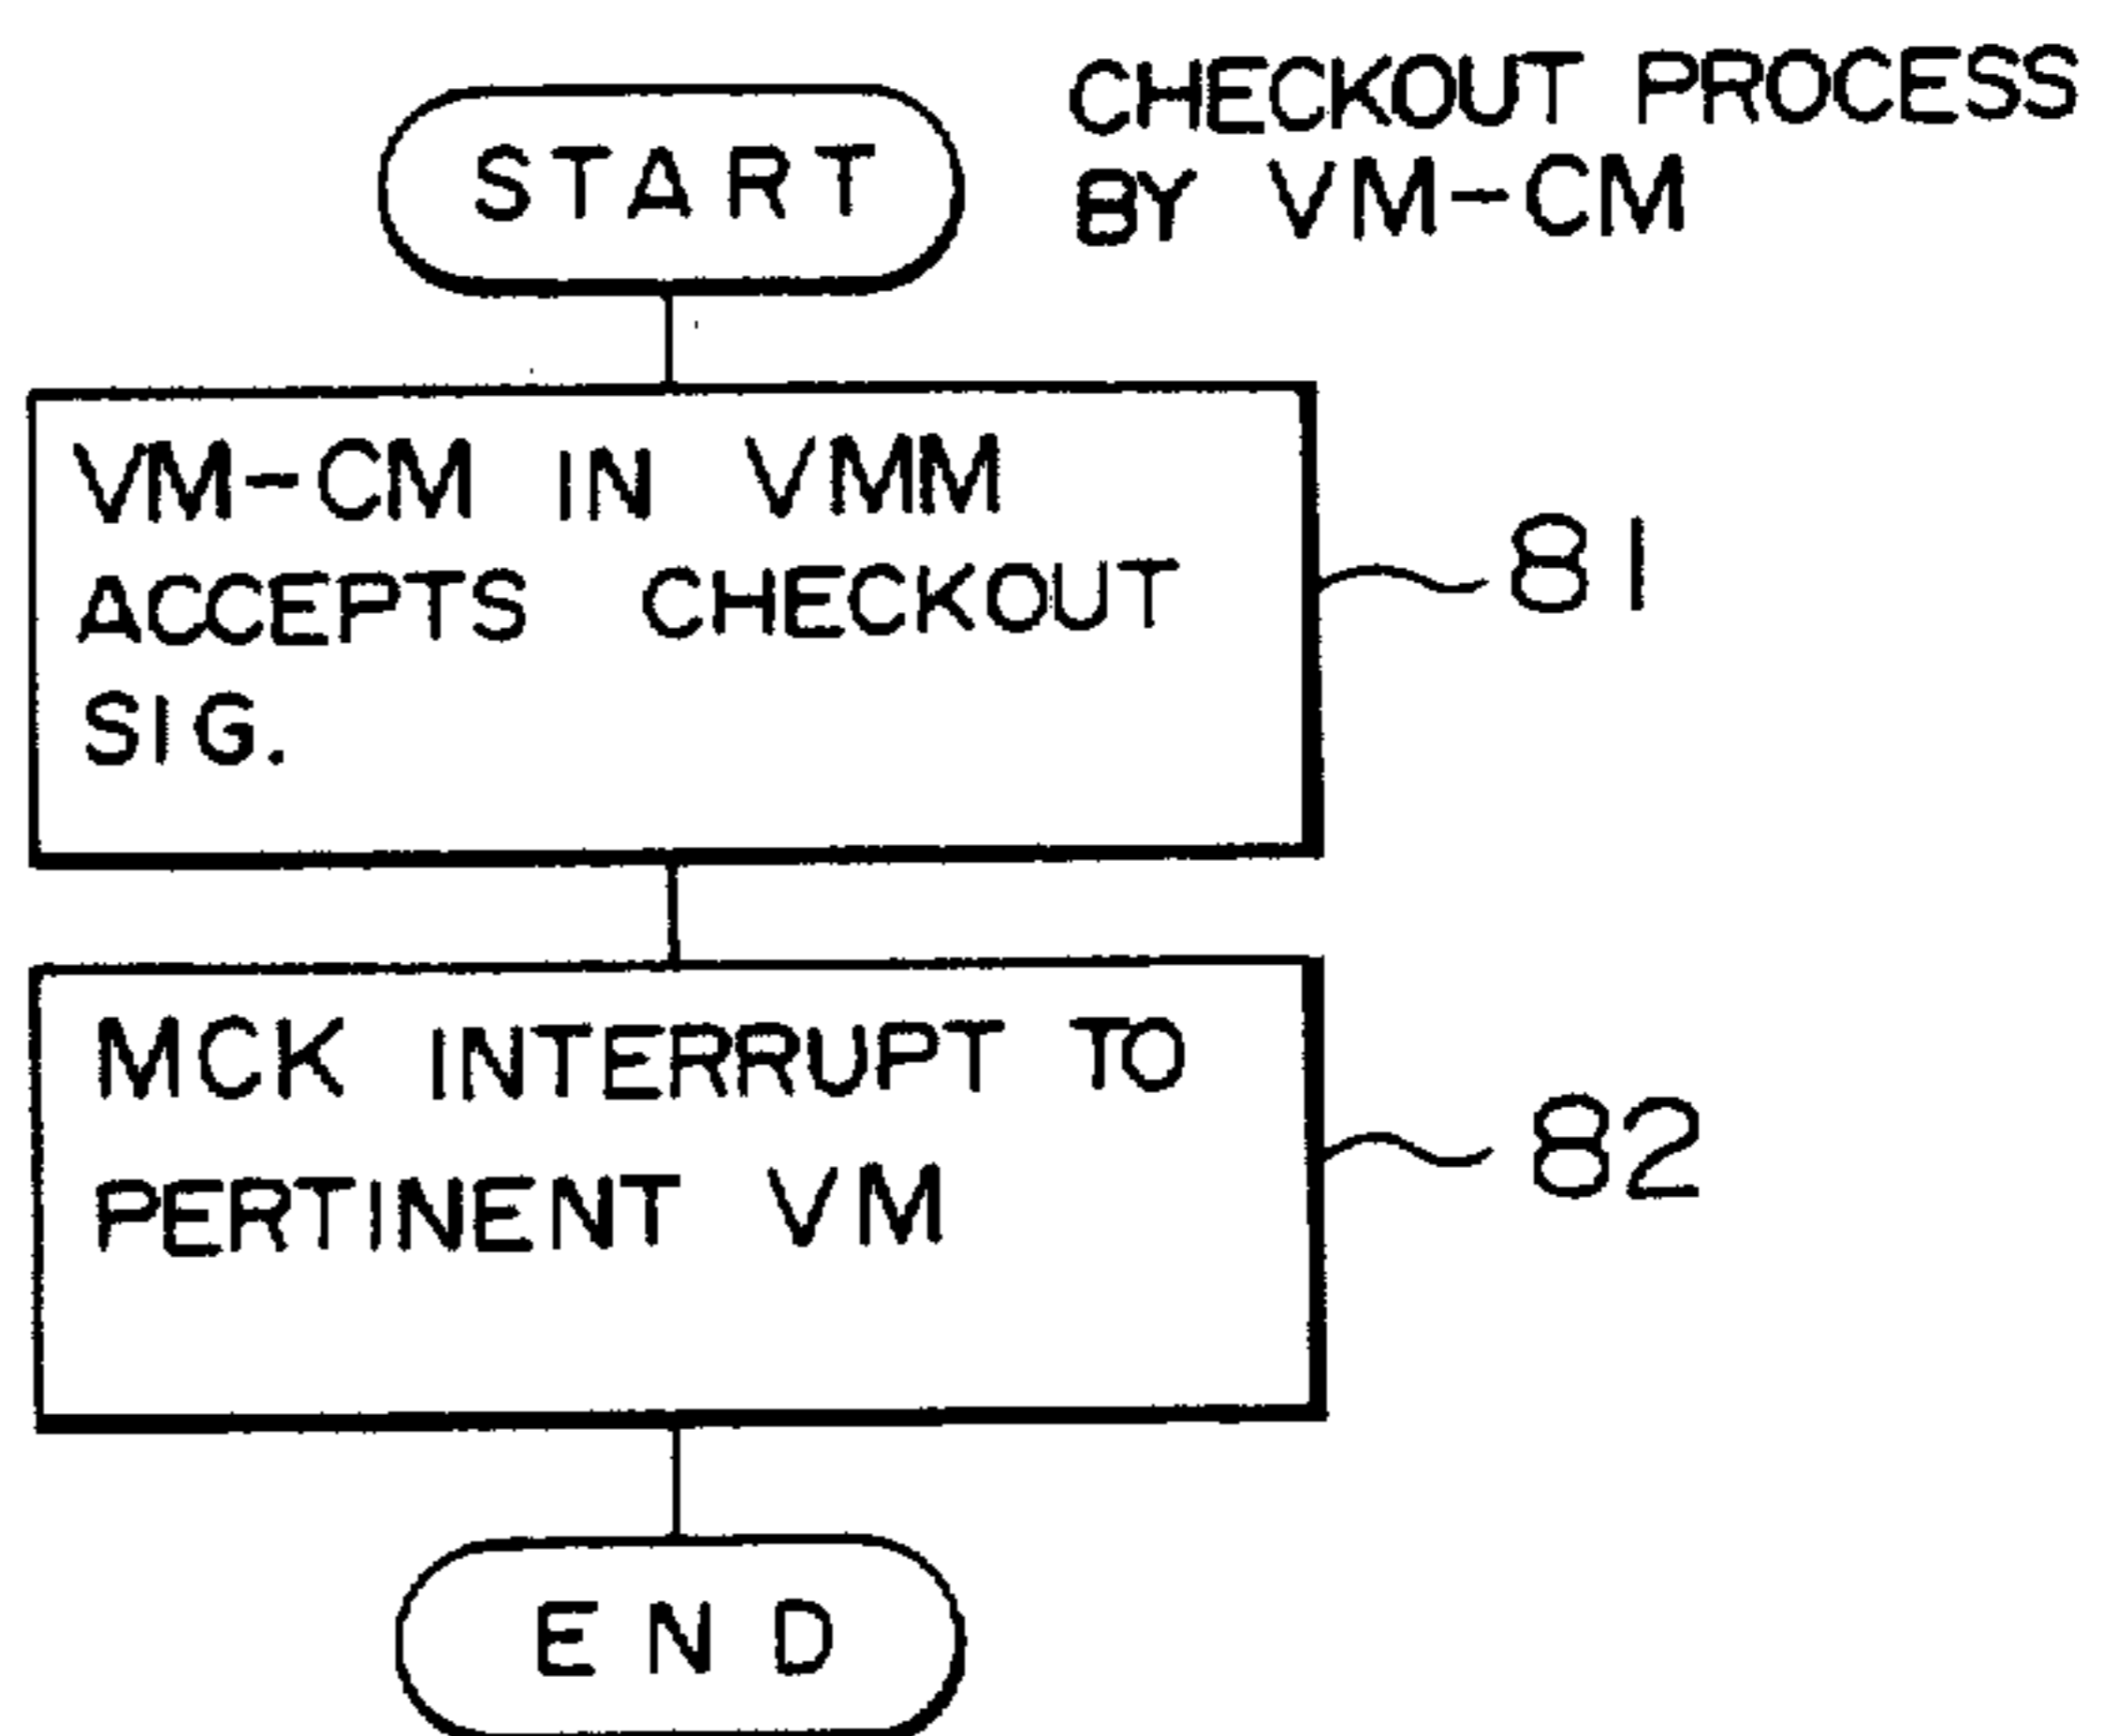 START
CHECKOUT PROCESS
BY VM-CM
VM-CM IN VMM
ACCEPTS CHECKOUT
SIG.
81
MCK INTERRUPT TO
PERTINENT VM
82
END